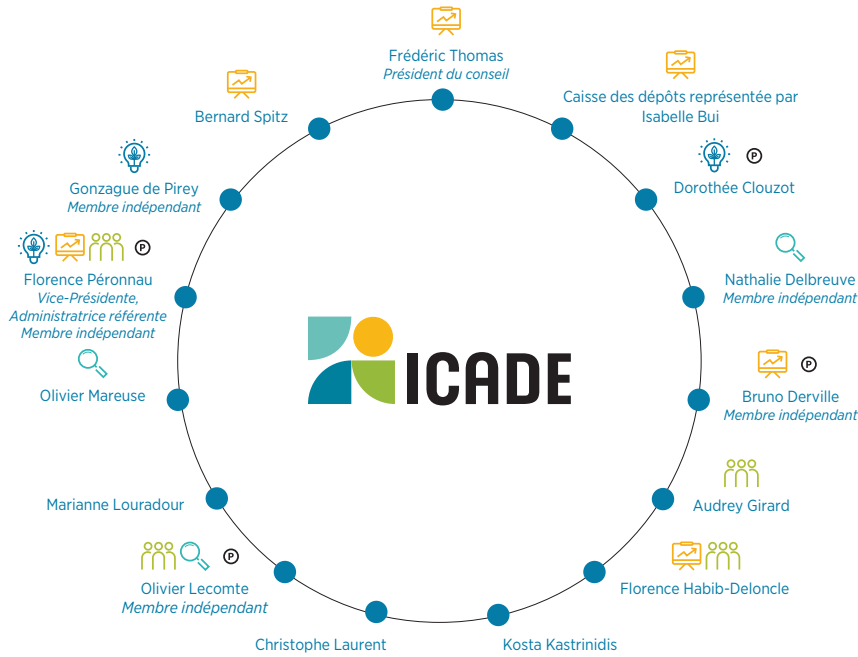 Frédéric Thomas
Président du conseil
Caisse des dépôts représentée par
Isabelle Bui
P
Dorothée Clouzot
Nathalie Delbreuve
Membre indépendant
P
Bruno Derville
Membre indépendant
Audrey Girard
Florence Habib-Deloncle
Kosta Kastrinidis
Christophe Laurent
P
Olivier Lecomte
Membre indépendant
Marianne Louradour
Olivier Mareuse
P
Florence Péronnau
Vice-Présidente,
Administratrice référente
Membre indépendant
Gonzague de Pirey
Membre indépendant
Bernard Spitz
ICADE